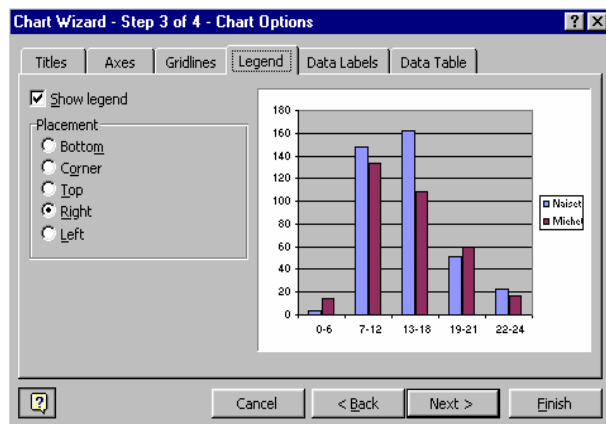 Chart Wizard - Step 3 of 4 - Chart Options
Titles Axes Gridlines Legend Data Labels Data Table
Show legend
Placement
Bottom
Corner
Top
Right
Left
180
160
140
120
100
80
60
40
20
0
0-6 7-12 13-18 19-21 22-24
Naiset
Miehet
Cancel < Back Next > Finish